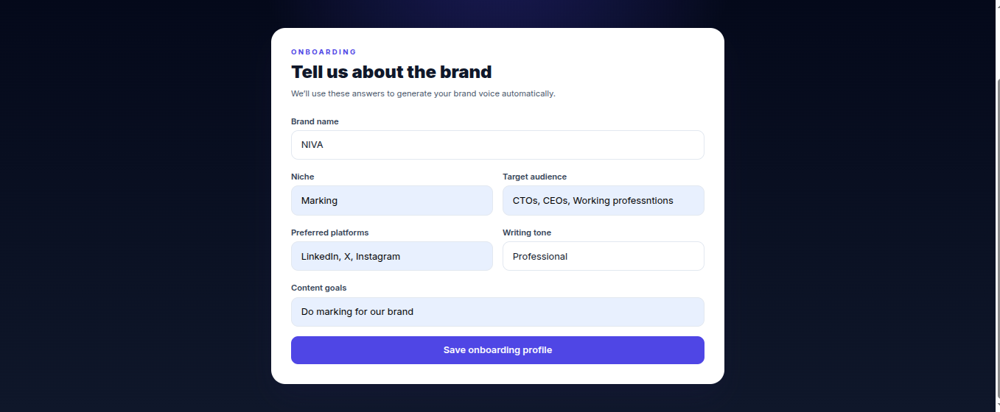 ONBOARDING
Tell us about the brand
We'll use these answers to generate your brand voice automatically.
Brand name
NIVA
Niche
Target audience
Marking
CTOs, CEOs, Working professntions
Preferred platforms
Writing tone
LinkedIn, X, Instagram
Professional
Content goals
Do marking for our brand
Save onboarding profile